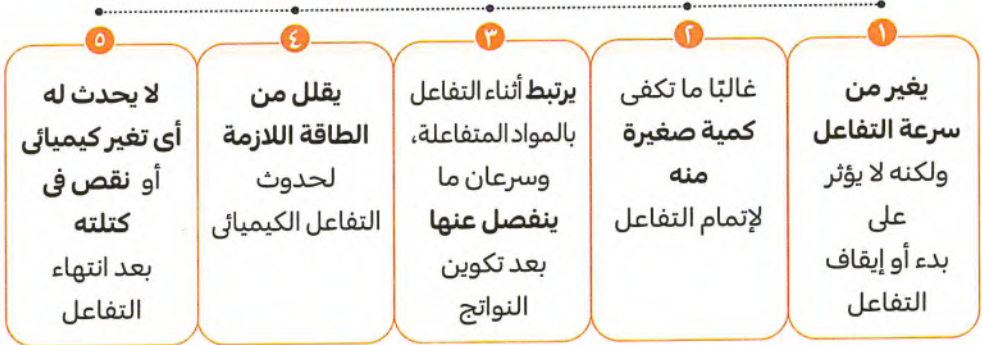 ١
يغير من
سرعة التفاعل
ولكنه لا يؤثر
على
بدء أو إيقاف
التفاعل
٢
غالبًا ما تكفى
كمية صغيرة
منه
لإتمام التفاعل
٣
يرتبط أثناء التفاعل
بالمواد المتفاعلة،
وسرعان ما
ينفصل عنها
بعد تكوين
النواتج
٤
يقلل من
الطاقة اللازمة
لحدوث
التفاعل الكيميائى
٥
لا يحدث له
أى تغير كيميائى
أو نقص فى
كتلته
بعد انتهاء
التفاعل